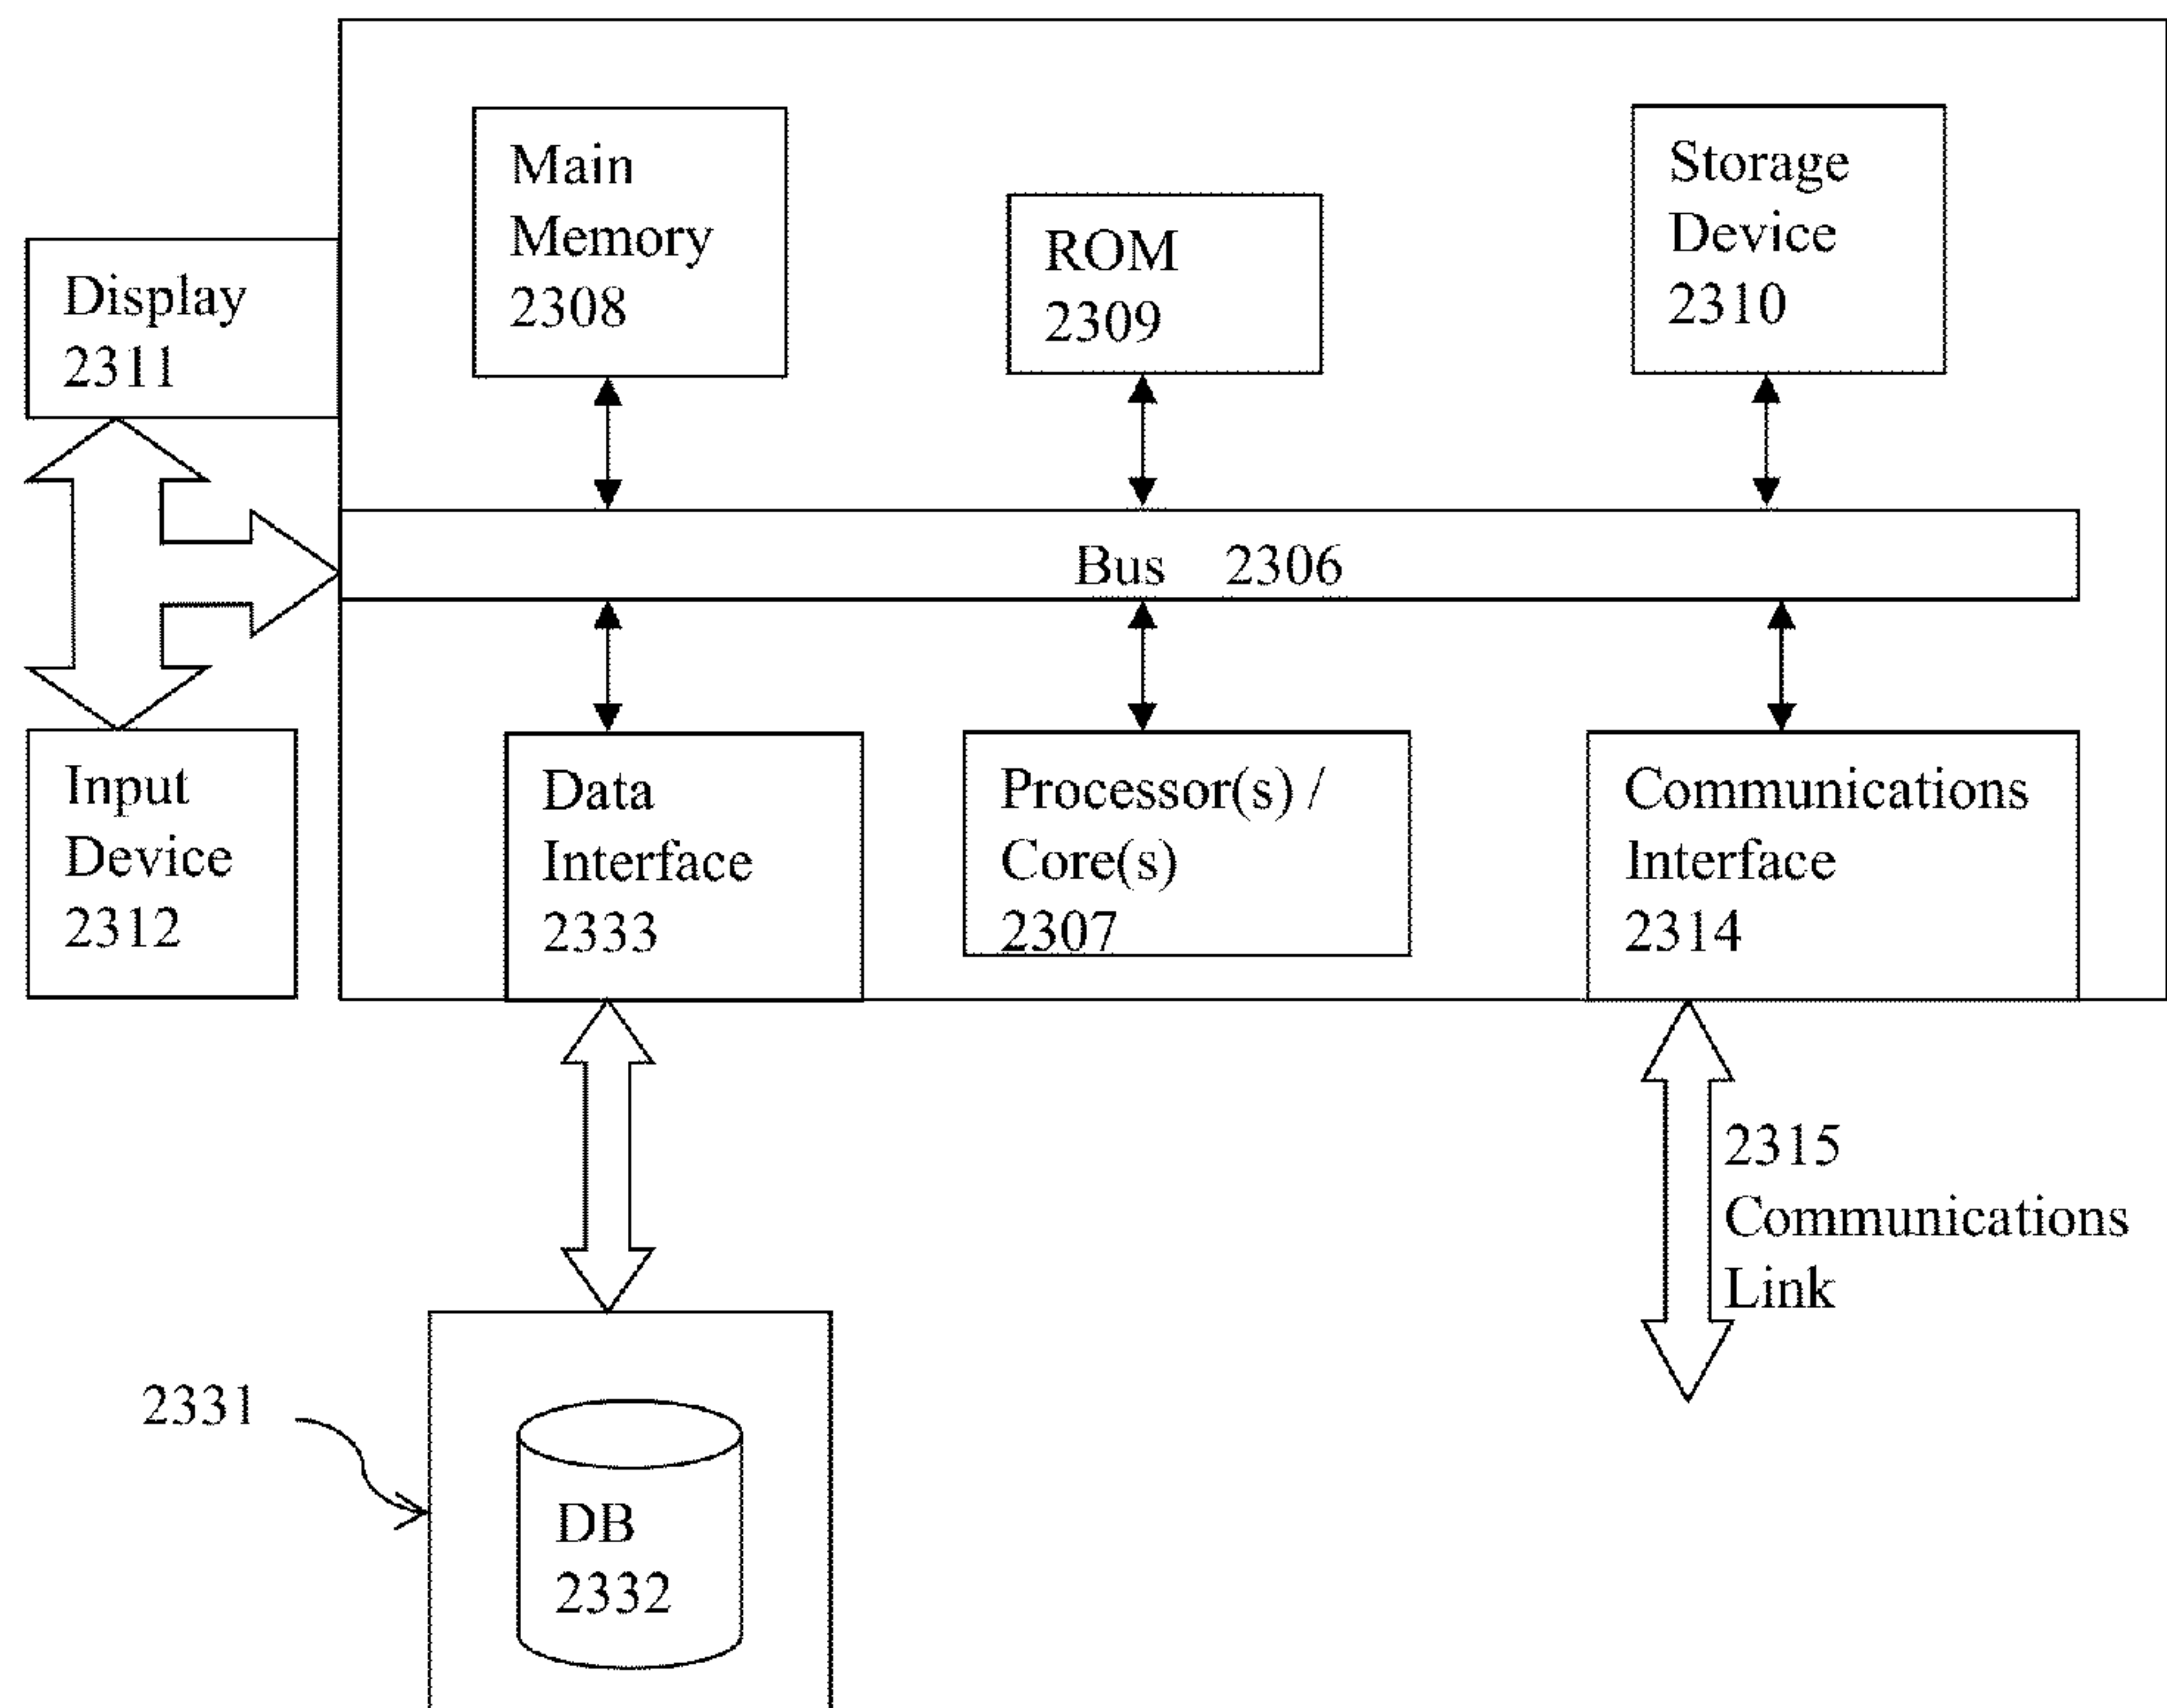 Main
Memory
2308
ROM
2309
Storage
Device
2310
Display
2311
Bus 2306
Input
Device
2312
Data
Interface
2333
Processor(s) /
Core(s)
2307
Communications
Interface
2314
2315
Communications
Link
2331
DB
2332